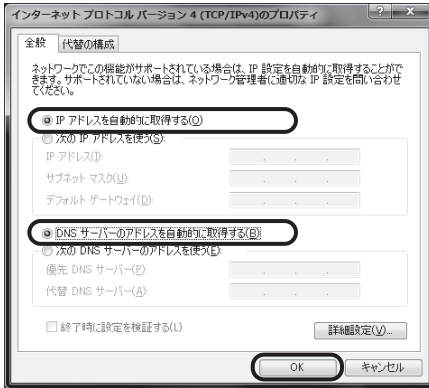 インターネット プロトコル バージョン 4 (TCP/IPv4)のプロパティ
全般
代替の構成
ネットワークでこの機能がサポートされている場合は、IP 設定を自動的に取得することがで
きます。サポートされていない場合は、ネットワーク管理者に適切な IP 設定を問い合わせ
てください。
IP アドレスを自動的に取得する(O)
次の IP アドレスを使う(S):
IP アドレス(I):
サブネット マスク(U):
デフォルト ゲートウェイ(D):
DNS サーバーのアドレスを自動的に取得する(B)
次の DNS サーバーのアドレスを使う(E):
優先 DNS サーバー(P):
代替 DNS サーバー(A):
終了時に設定を検証する(L)
詳細設定(V)...
OK
キャンセル